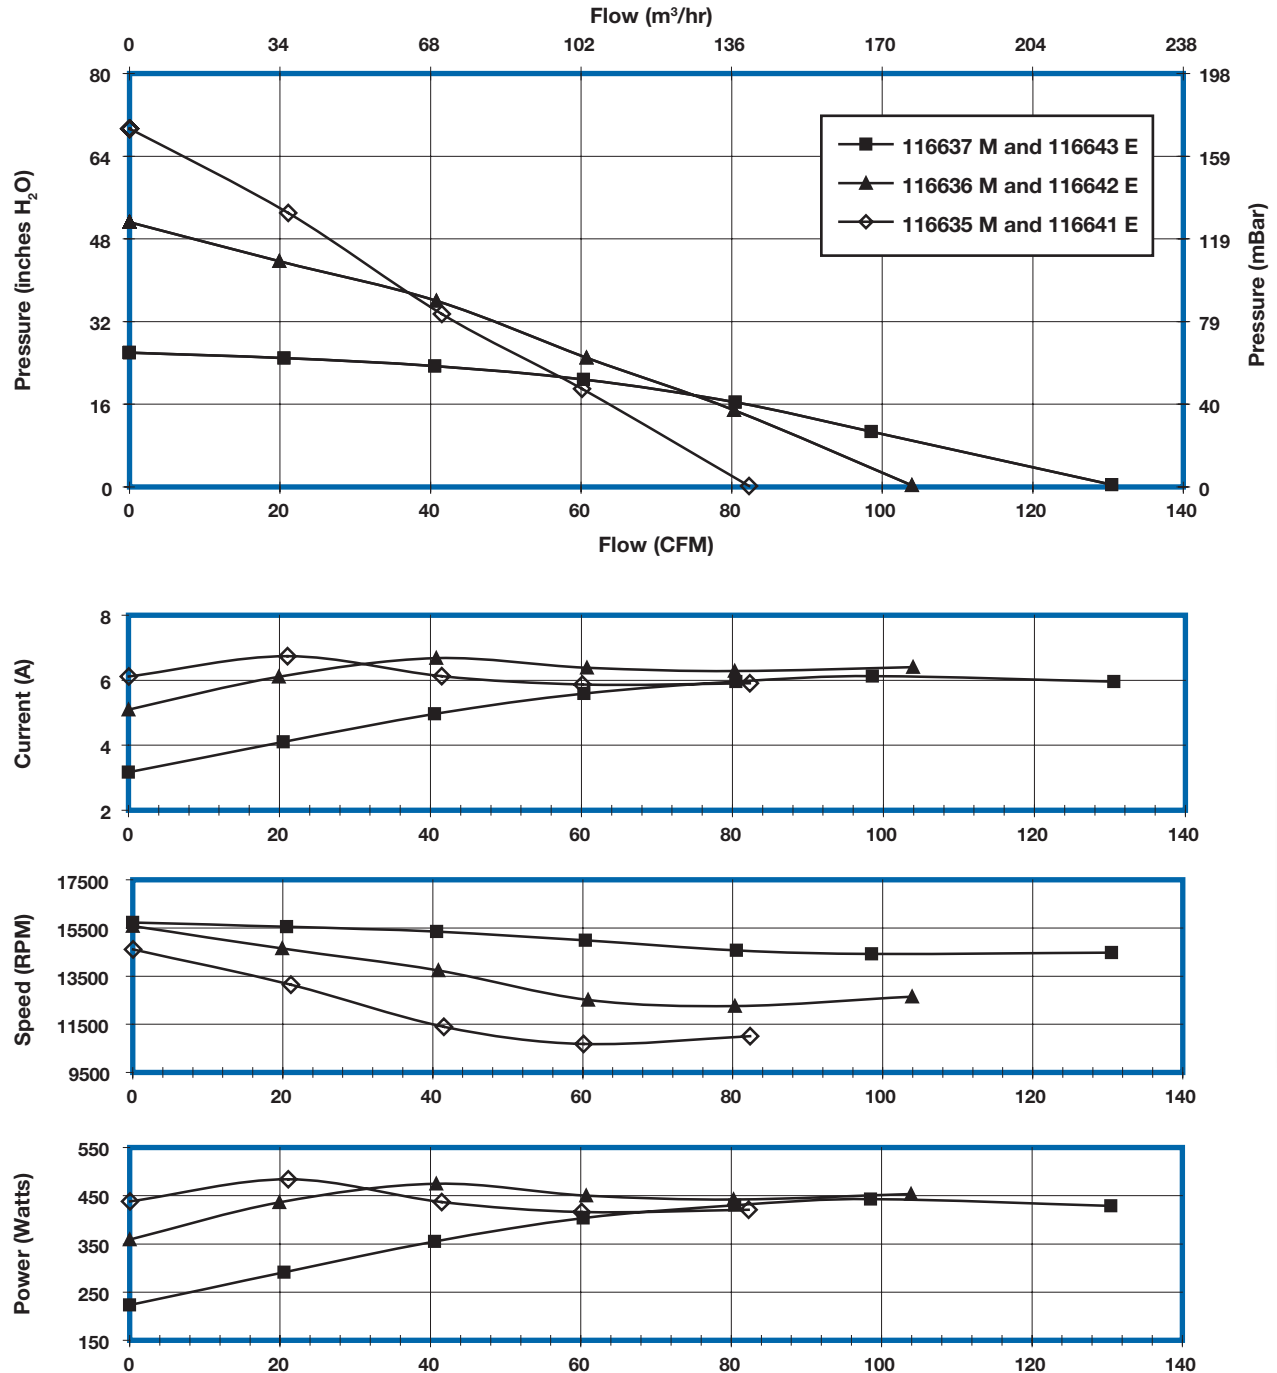 Flow (m³/hr)
0 34 68 102 136 170 204 238
80 198
64 159
48 119
32 79
16 40
0 0
Pressure (inches H₂O)
Pressure (mBar)
116637 M and 116643 E
116636 M and 116642 E
116635 M and 116641 E
0 20 40 60 80 100 120 140
Flow (CFM)
Current (A)
8
6
4
2
0 20 40 60 80 100 120 140
Speed (RPM)
17500
15500
13500
11500
9500
0 20 40 60 80 100 120 140
Power (Watts)
550
450
350
250
150
0 20 40 60 80 100 120 140